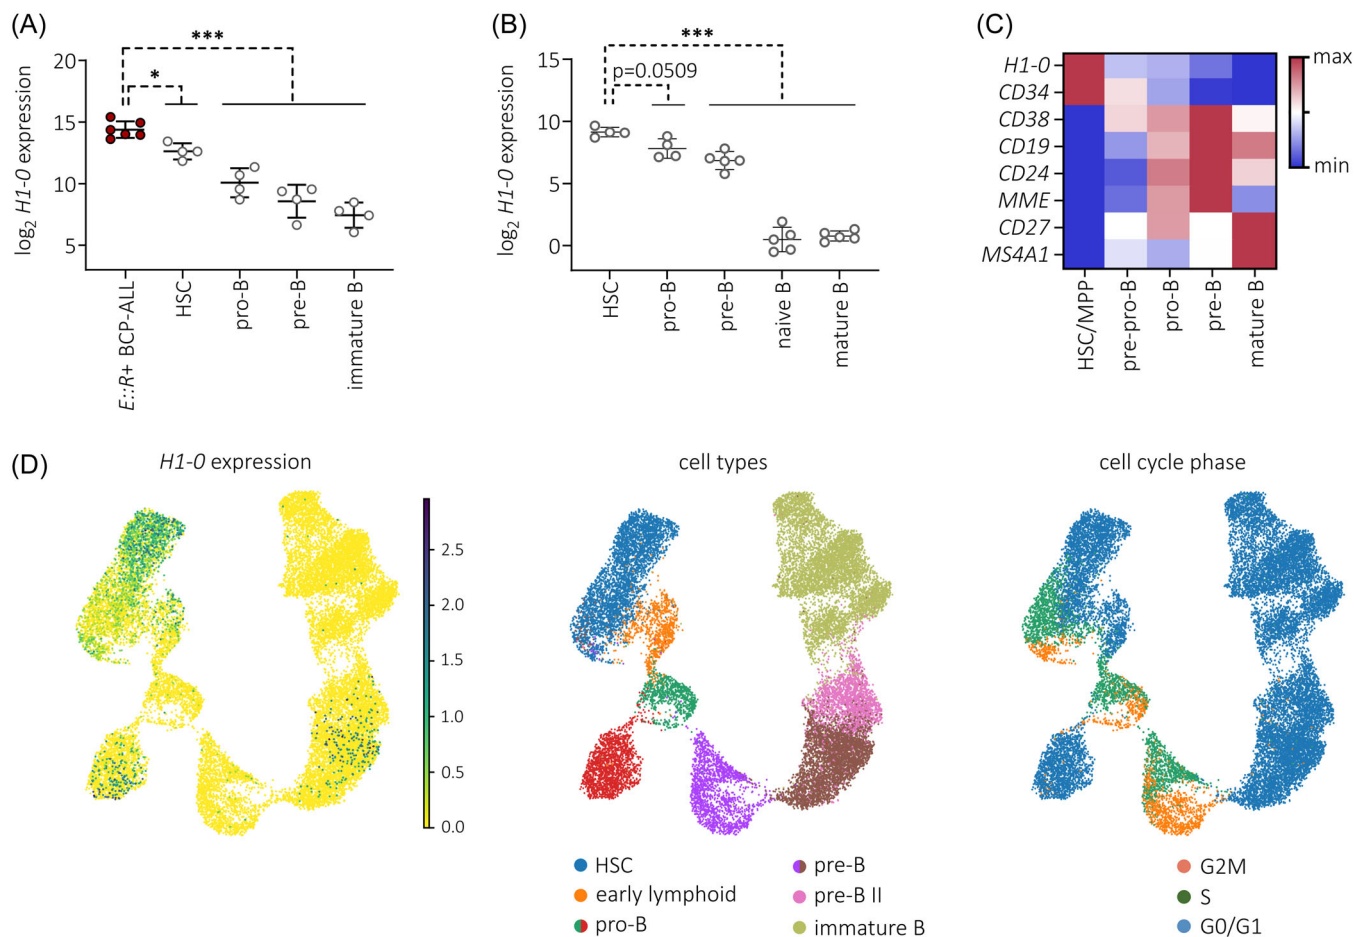 (A)
log2 H1-0 expression
20
15
10
5
***
*
E::R+ BCP-ALL
HSC
pro-B
pre-B
immature B
(B)
log2 H1-0 expression
15
10
5
0
***
p=0.0509
HSC
pro-B
pre-B
naive B
mature B
(C)
H1-0
CD34
CD38
CD19
CD24
MME
CD27
MS4A1
HSC/MPP
pre-pro-B
pro-B
pre-B
mature B
max
min
(D)
H1-0 expression
2.5
2.0
1.5
1.0
0.5
0.0
cell types
HSC
early lymphoid
pro-B
pre-B
pre-B II
immature B
cell cycle phase
G2M
S
G0/G1